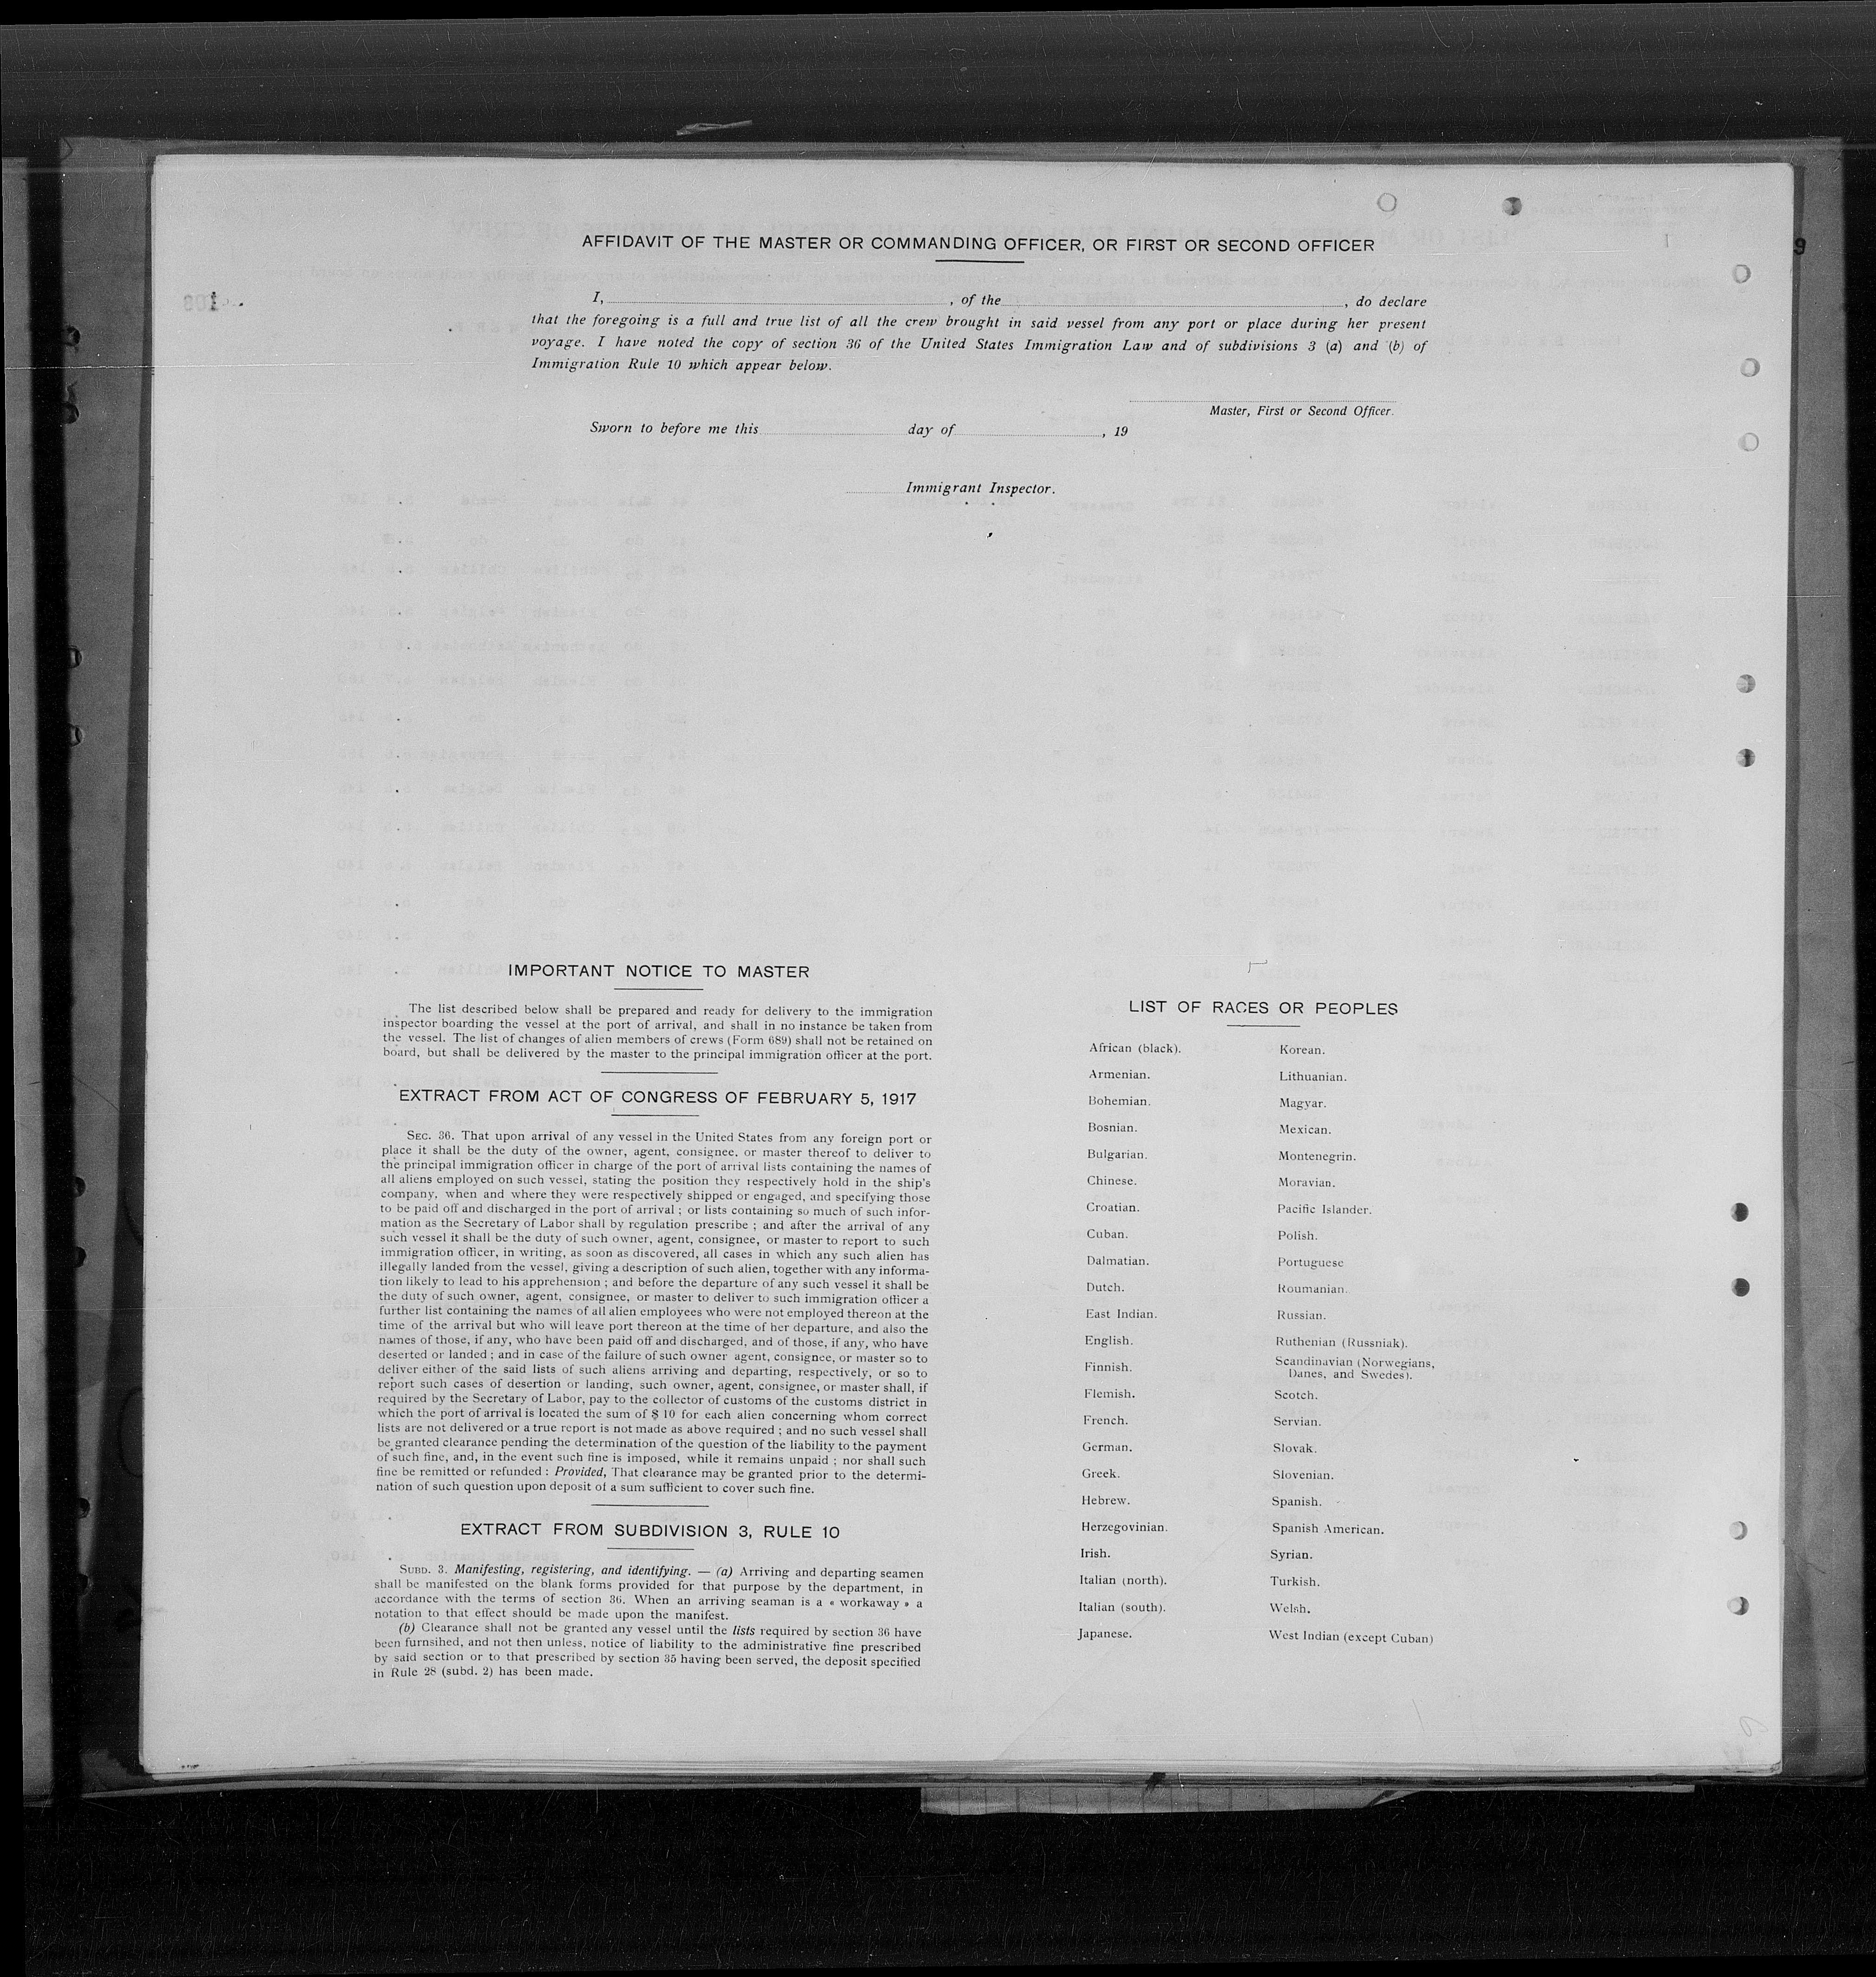 AFFIDAVIT OF THE MASTER OR COMMANDING OFFICER, OR FIRST OR SECOND OFFICER
I, , of the , do declare
that the foregoing is a full and true list of all the crew brought in said vessel from any port or place during her present
voyage. I have noted the copy of section 36 of the United States Immigration Law and of subdivisions 3 (a) and (b) of
Immigration Rule 10 which appear below.
Master, First or Second Officer.
Sworn to before me this day of , 19
Immigrant Inspector.
IMPORTANT NOTICE TO MASTER
The list described below shall be prepared and ready for delivery to the immigration
inspector boarding the vessel at the port of arrival, and shall in no instance be taken from
the vessel. The list of changes of alien members of crews (Form 689) shall not be retained on
board, but shall be delivered by the master to the principal immigration officer at the port.
EXTRACT FROM ACT OF CONGRESS OF FEBRUARY 5, 1917
SEC. 36. That upon arrival of any vessel in the United States from any foreign port or
place it shall be the duty of the owner, agent, consignee, or master thereof to deliver to
the principal immigration officer in charge of the port of arrival lists containing the names of
all aliens employed on such vessel, stating the position they respectively hold in the ship's
company, when and where they were respectively shipped or engaged, and specifying those
to be paid off and discharged in the port of arrival ; or lists containing so much of such infor-
mation as the Secretary of Labor shall by regulation prescribe ; and after the arrival of any
such vessel it shall be the duty of such owner, agent, consignee, or master to report to such
immigration officer, in writing, as soon as discovered, all cases in which any such alien has
illegally landed from the vessel, giving a description of such alien, together with any informa-
tion likely to lead to his apprehension ; and before the departure of any such vessel it shall be
the duty of such owner, agent, consignee, or master to deliver to such immigration officer a
further list containing the names of all alien employees who were not employed thereon at the
time of the arrival but who will leave port thereon at the time of her departure, and also the
names of those, if any, who have been paid off and discharged, and of those, if any, who have
deserted or landed ; and in case of the failure of such owner agent, consignee, or master so to
deliver either of the said lists of such aliens arriving and departing, respectively, or so to
report such cases of desertion or landing, such owner, agent, consignee, or master shall, if
required by the Secretary of Labor, pay to the collector of customs of the customs district in
which the port of arrival is located the sum of $ 10 for each alien concerning whom correct
lists are not delivered or a true report is not made as above required ; and no such vessel shall
be granted clearance pending the determination of the question of the liability to the payment
of such fine, and, in the event such fine is imposed, while it remains unpaid ; nor shall such
fine be remitted or refunded : Provided, That clearance may be granted prior to the determi-
nation of such question upon deposit of a sum sufficient to cover such fine.
EXTRACT FROM SUBDIVISION 3, RULE 10
SUBD. 3. Manifesting, registering, and identifying. — (a) Arriving and departing seamen
shall be manifested on the blank forms provided for that purpose by the department, in
accordance with the terms of section 36. When an arriving seaman is a « workaway » a
notation to that effect should be made upon the manifest.
(b) Clearance shall not be granted any vessel until the lists required by section 36 have
been furnsihed, and not then unless, notice of liability to the administrative fine prescribed
by said section or to that prescribed by section 35 having been served, the deposit specified
in Rule 28 (subd. 2) has been made.
LIST OF RACES OR PEOPLES
African (black).
Armenian.
Bohemian.
Bosnian.
Bulgarian.
Chinese.
Croatian.
Cuban.
Dalmatian.
Dutch.
East Indian.
English.
Finnish.
Flemish.
French.
German.
Greek.
Hebrew.
Herzegovinian.
Irish.
Italian (north).
Italian (south).
Japanese.
Korean.
Lithuanian.
Magyar.
Mexican.
Montenegrin.
Moravian.
Pacific Islander.
Polish.
Portuguese
Roumanian.
Russian.
Ruthenian (Russniak).
Scandinavian (Norwegians,
Danes, and Swedes).
Scotch.
Servian.
Slovak.
Slovenian.
Spanish.
Spanish American.
Syrian.
Turkish.
Welsh.
West Indian (except Cuban)